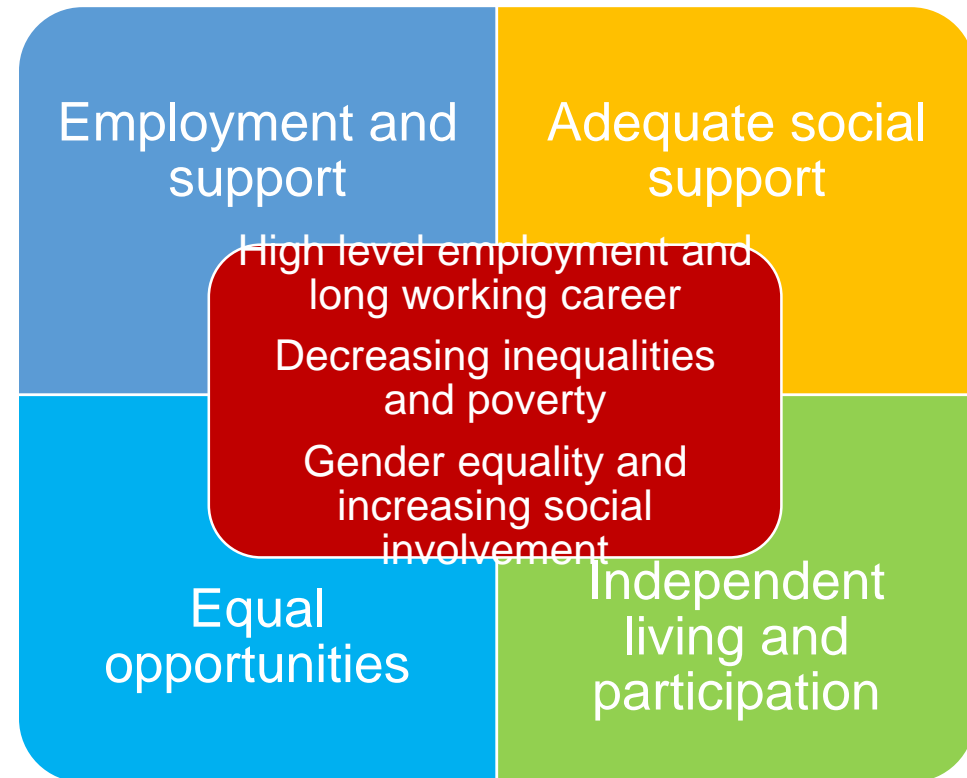 Employment and
support
Adequate social
support
High level employment and
long working career
Decreasing inequalities
and poverty
Gender equality and
increasing social
involvement
Equal
opportunities
Independent
living and
participation